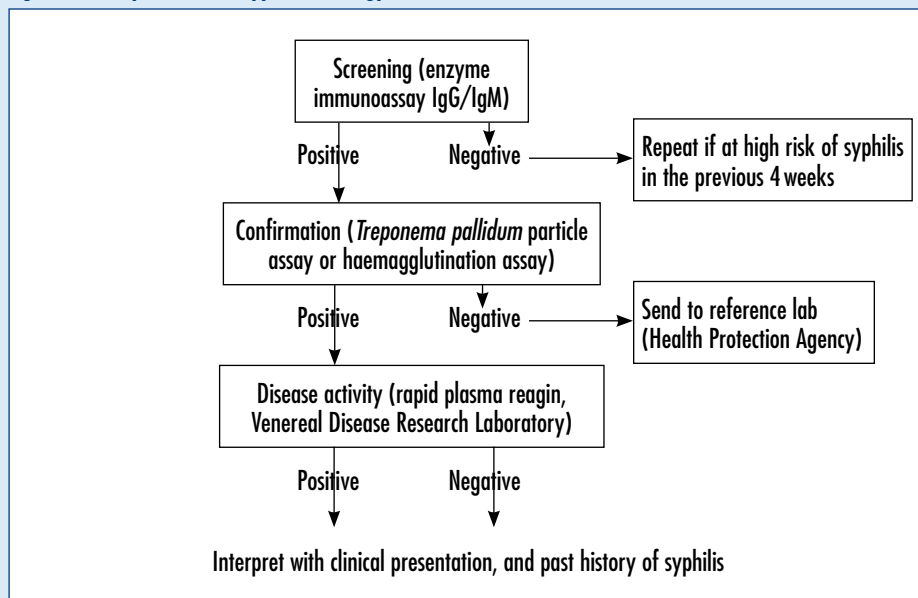 Screening (enzyme
immunoassay IgG/IgM)
Positive
Negative
Repeat if at high risk of syphilis
in the previous 4 weeks
Confirmation (Treponema pallidum particle
assay or haemagglutination assay)
Positive
Negative
Send to reference lab
(Health Protection Agency)
Disease activity (rapid plasma reagin,
Venereal Disease Research Laboratory)
Positive
Negative
Interpret with clinical presentation, and past history of syphilis